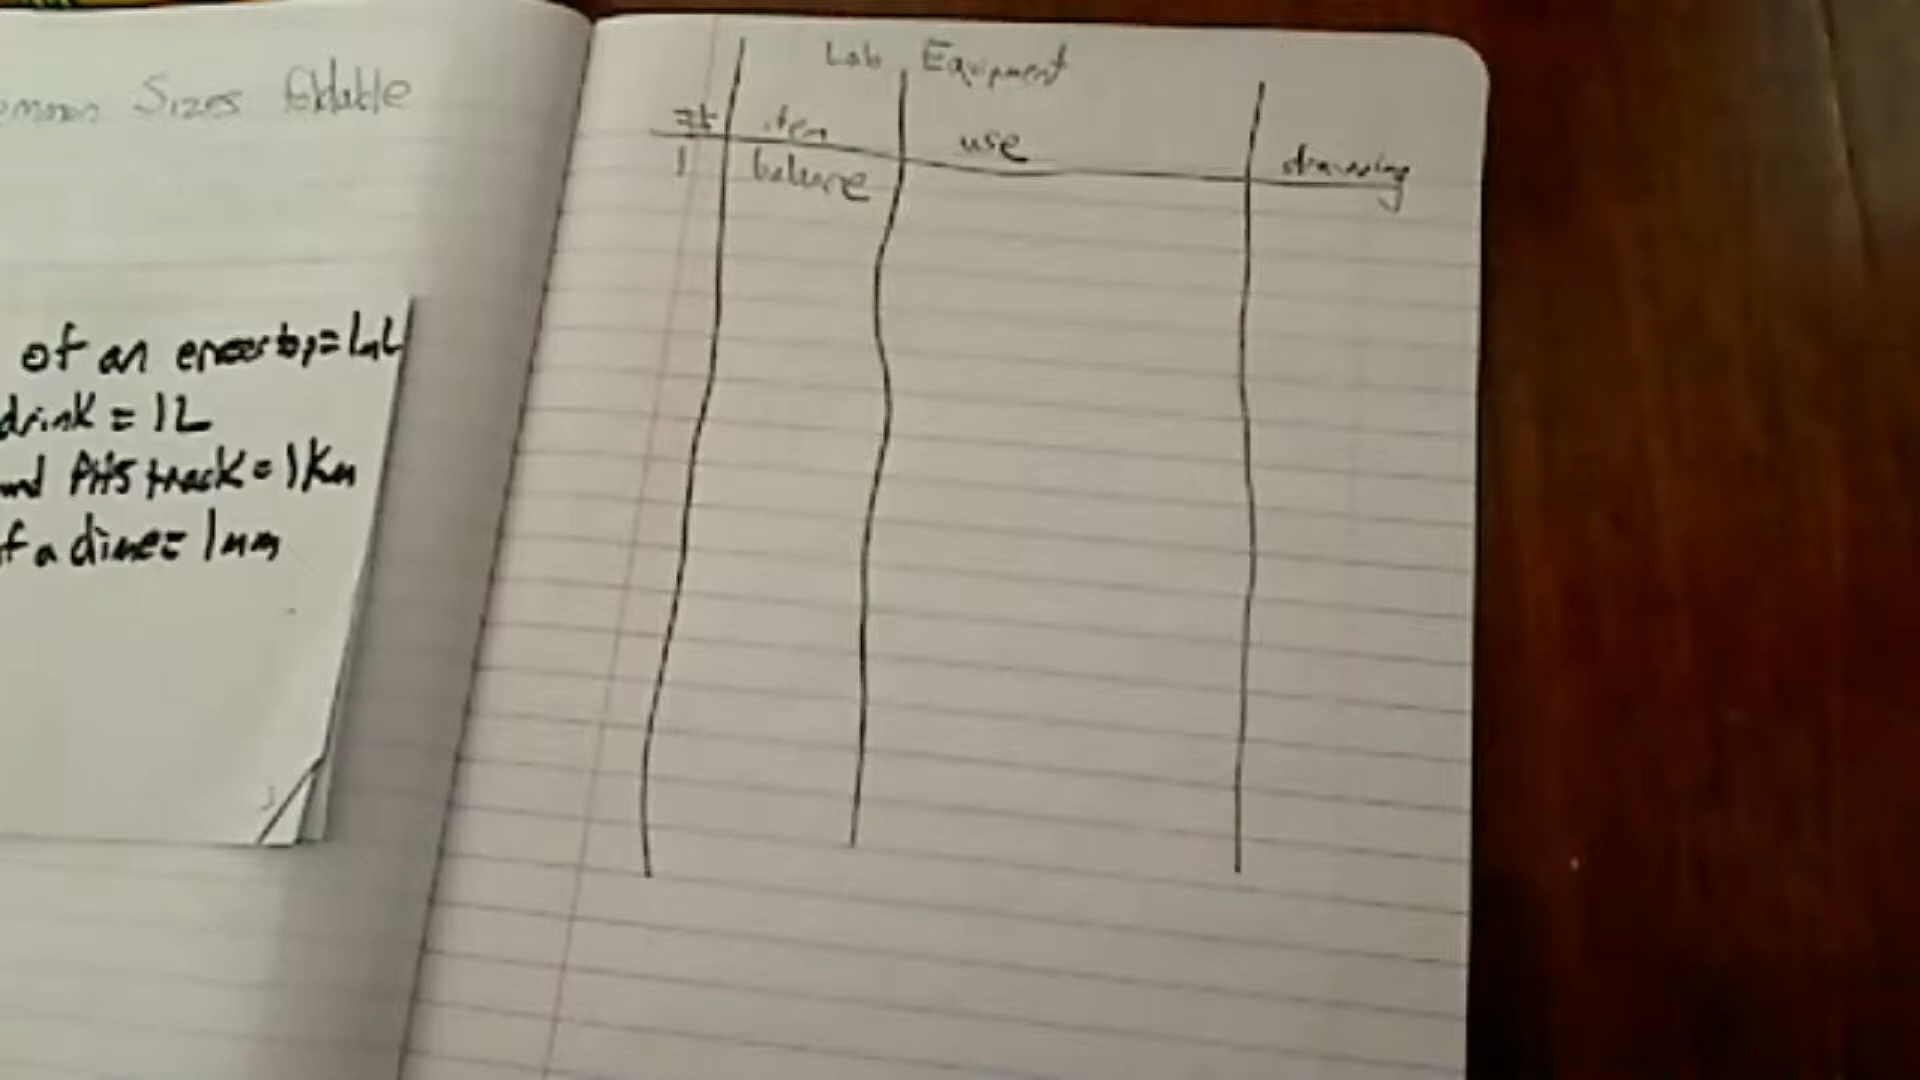 Sizes foldable
of an eraser top = 1mL
drink = 1L
PHS track = 1Km
f a dime = 1mm
Lab Equipment
# item use drawing
1 balance